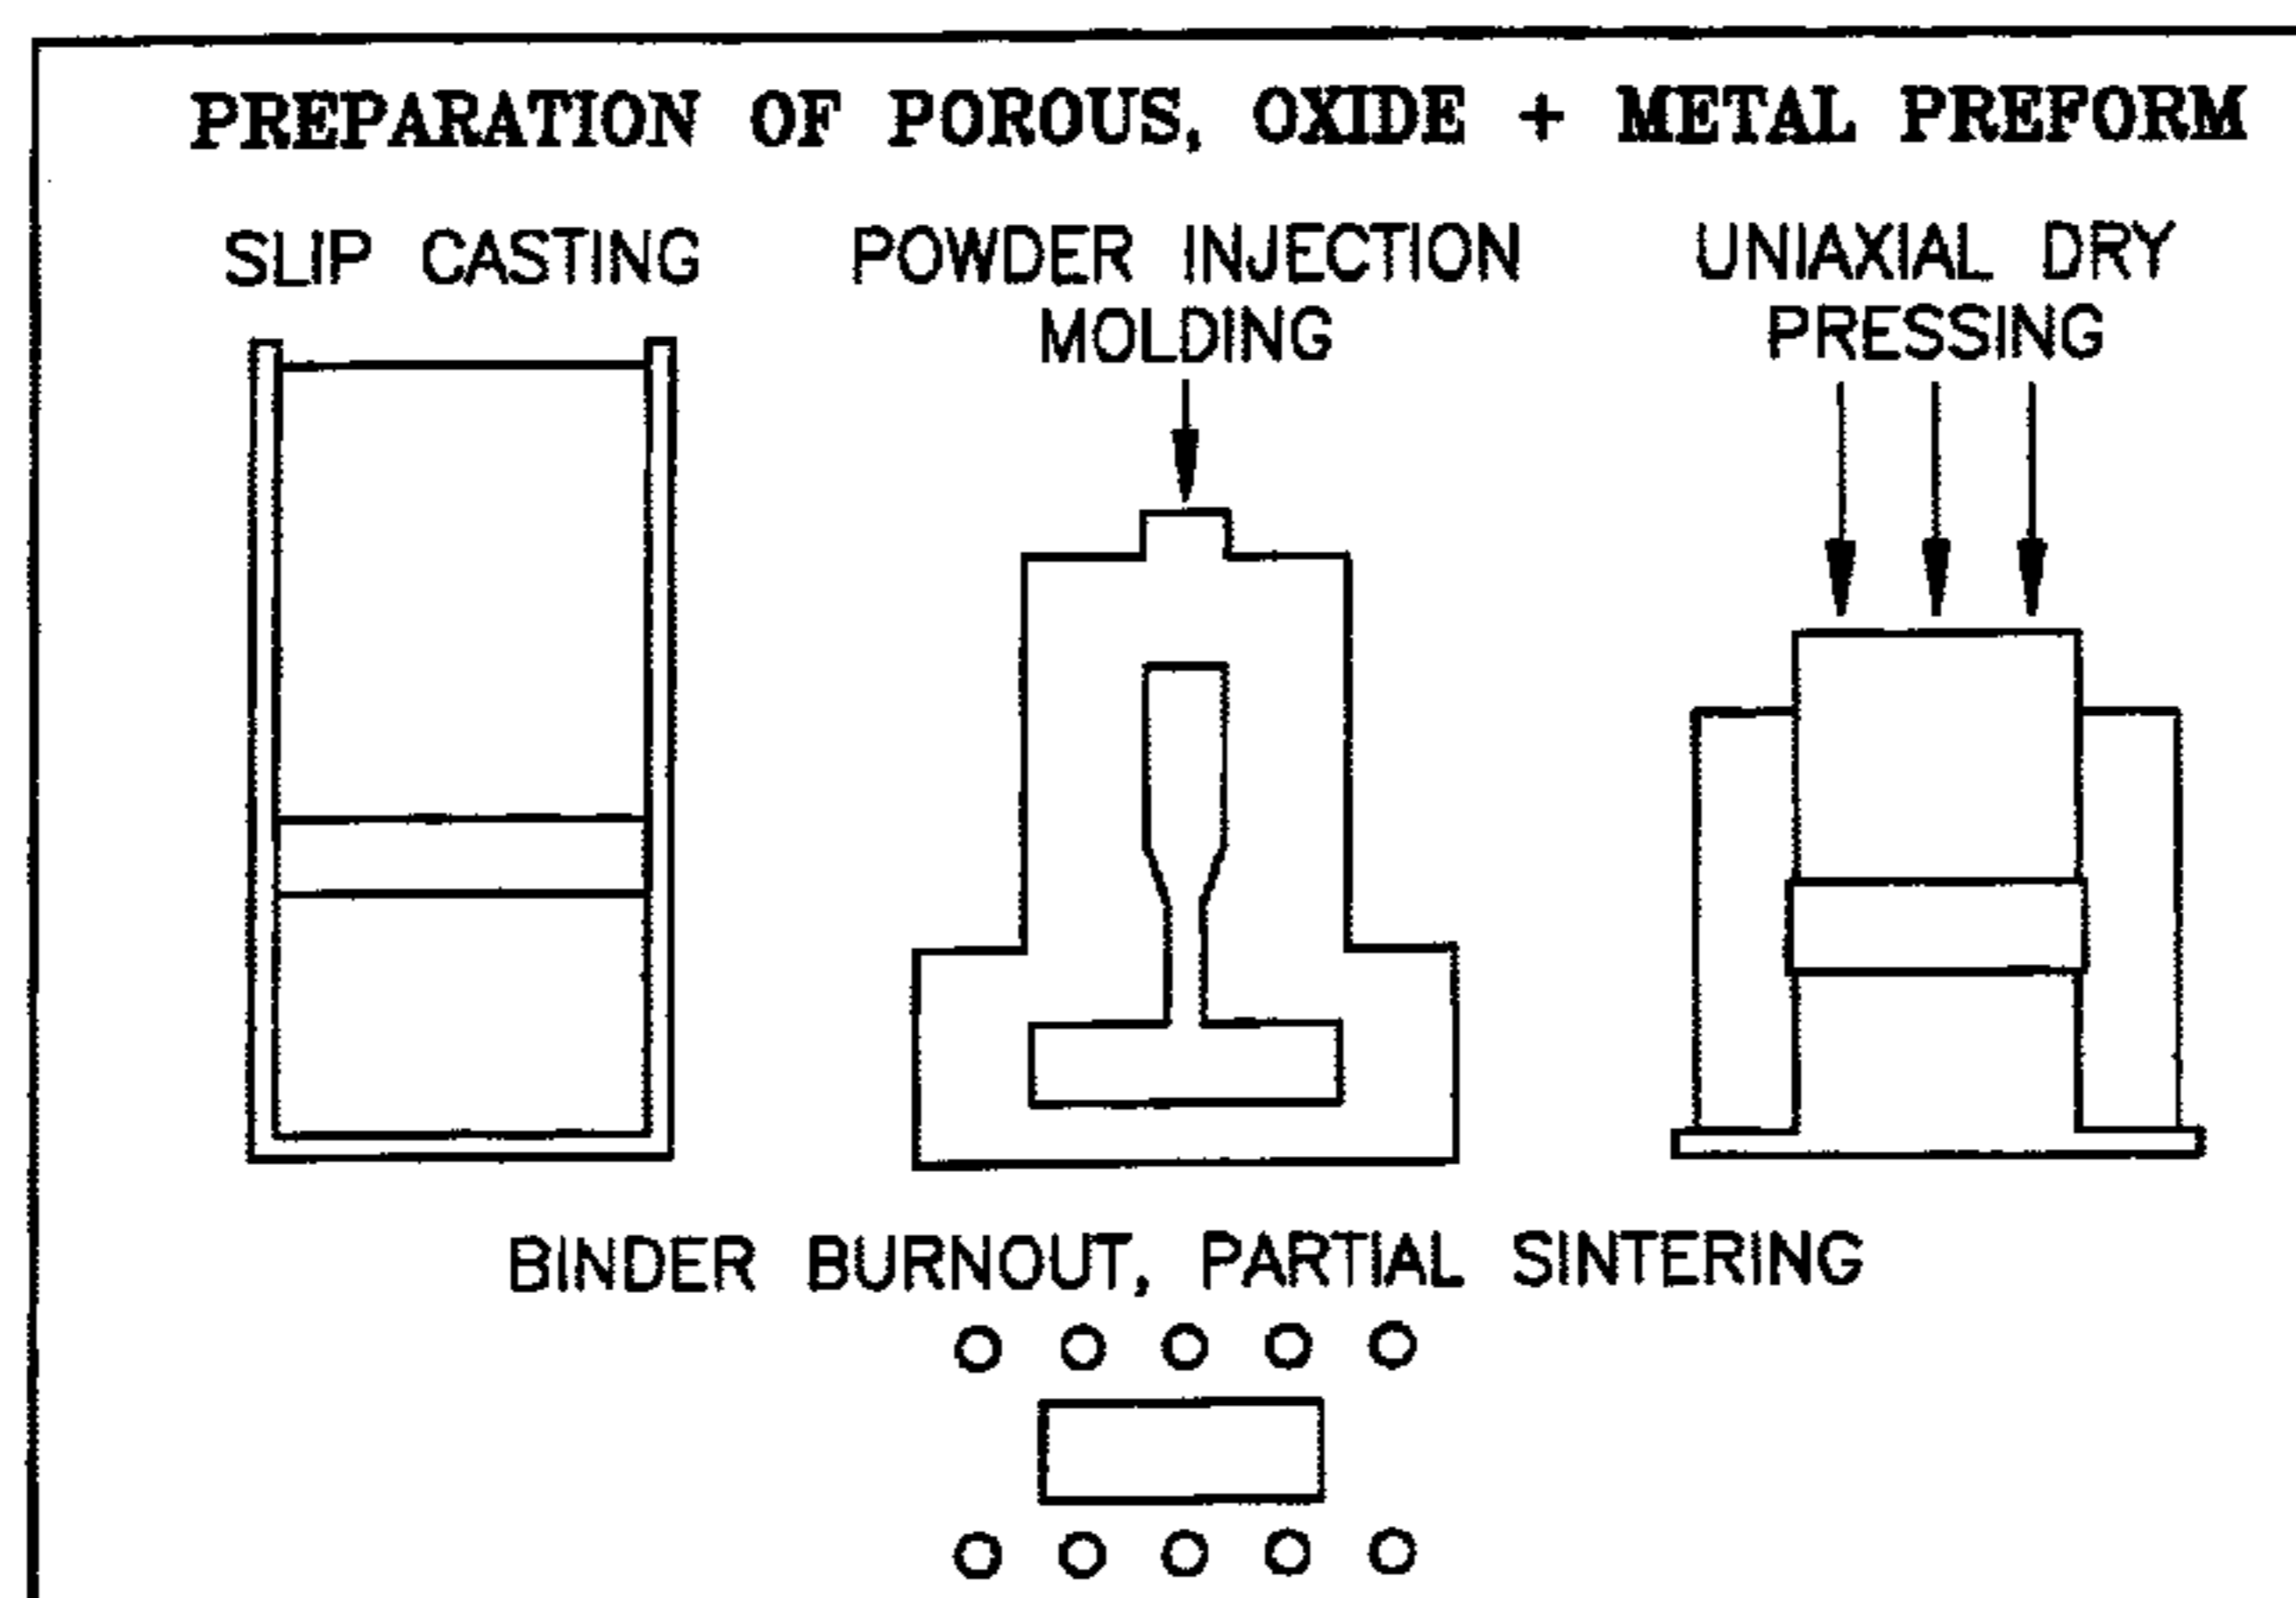 PREPARATION OF POROUS, OXIDE + METAL PREFORM
SLIP CASTING
POWDER INJECTION
MOLDING
UNIAXIAL DRY
PRESSING
BINDER BURNOUT, PARTIAL SINTERING